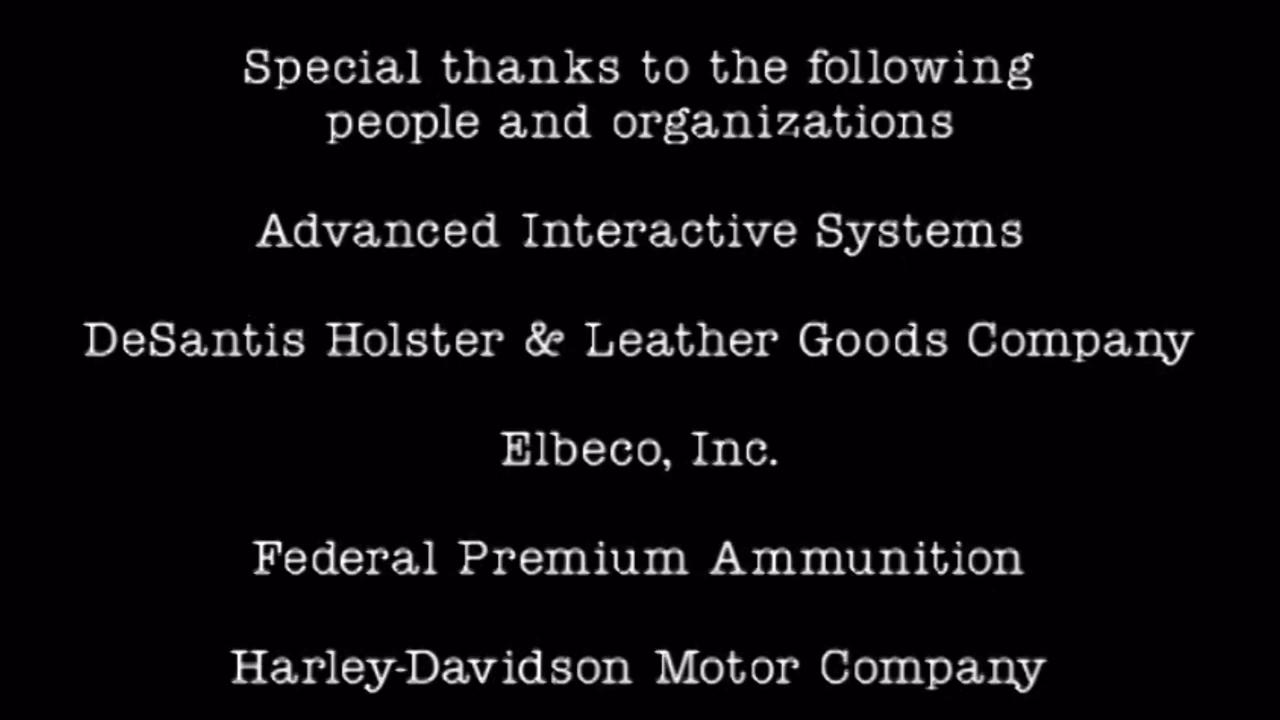 Special thanks to the following
people and organizations
Advanced Interactive Systems
DeSantis Holster & Leather Goods Company
Elbeco, Inc.
Federal Premium Ammunition
Harley-Davidson Motor Company